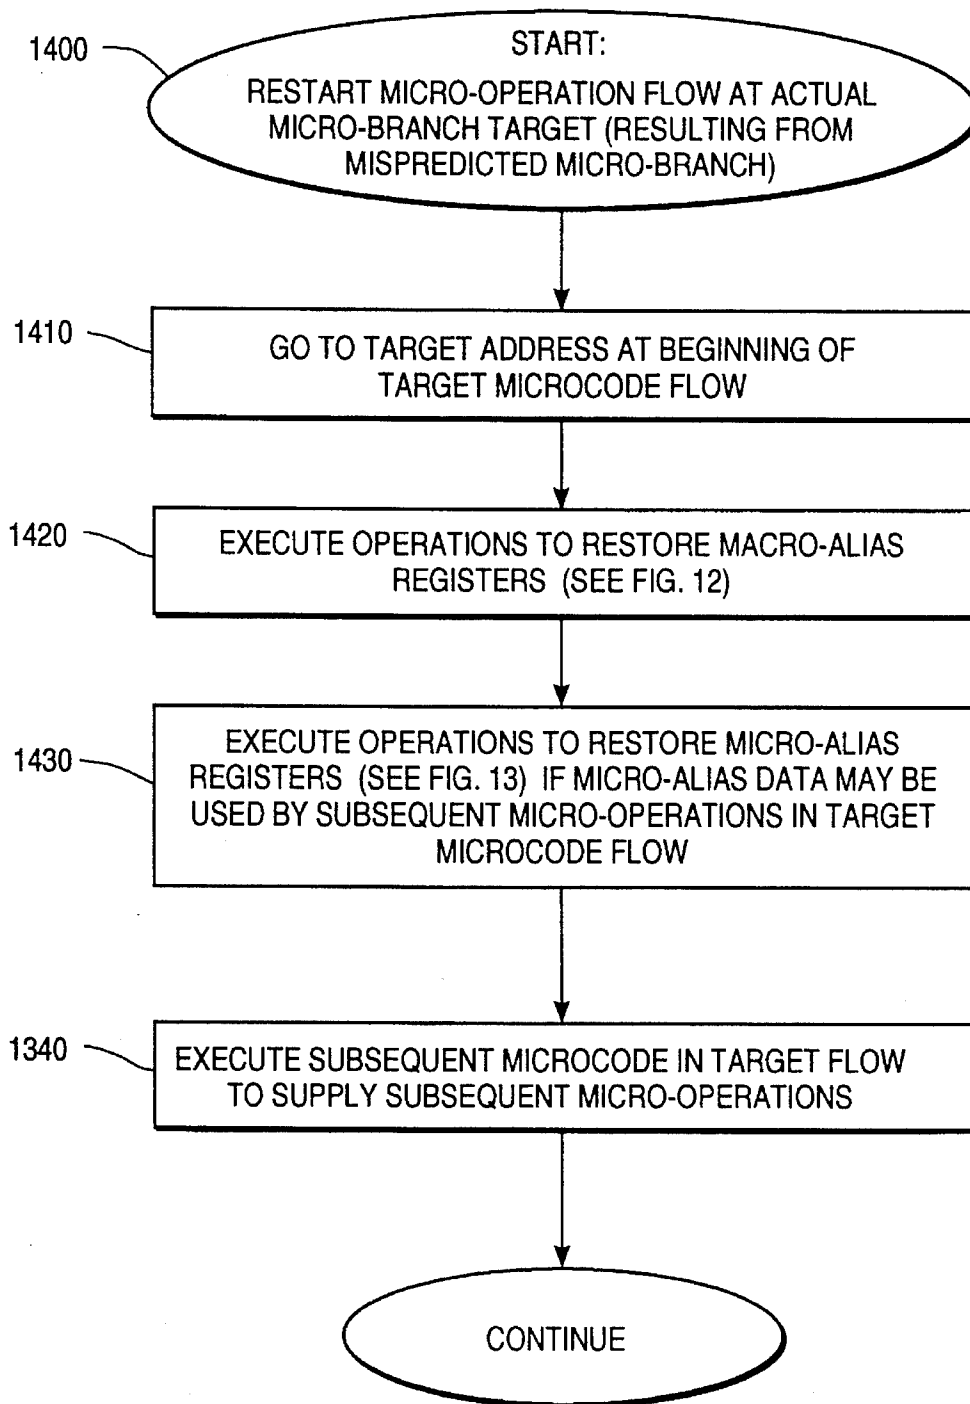 1400
START:
RESTART MICRO-OPERATION FLOW AT ACTUAL
MICRO-BRANCH TARGET (RESULTING FROM
MISPREDICTED MICRO-BRANCH)
1410
GO TO TARGET ADDRESS AT BEGINNING OF
TARGET MICROCODE FLOW
1420
EXECUTE OPERATIONS TO RESTORE MACRO-ALIAS
REGISTERS (SEE FIG. 12)
1430
EXECUTE OPERATIONS TO RESTORE MICRO-ALIAS
REGISTERS (SEE FIG. 13) IF MICRO-ALIAS DATA MAY BE
USED BY SUBSEQUENT MICRO-OPERATIONS IN TARGET
MICROCODE FLOW
1340
EXECUTE SUBSEQUENT MICROCODE IN TARGET FLOW
TO SUPPLY SUBSEQUENT MICRO-OPERATIONS
CONTINUE